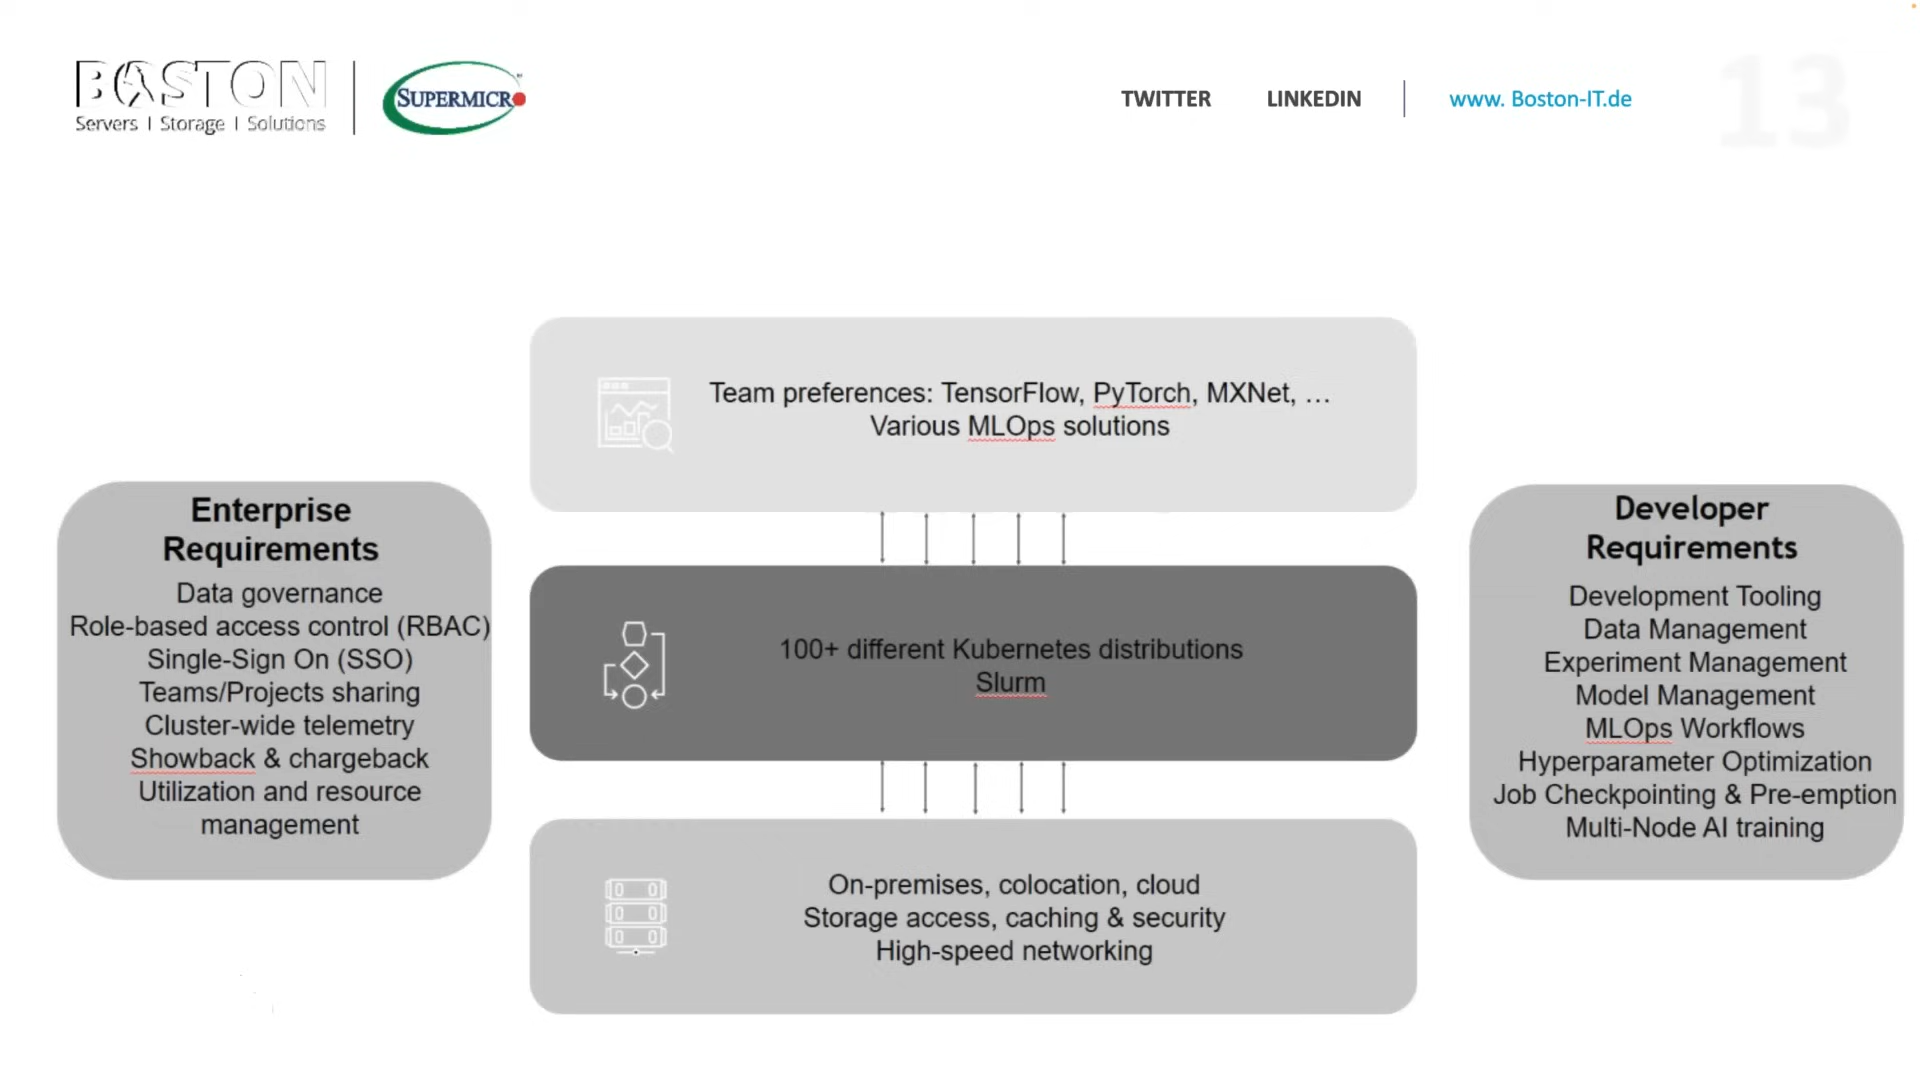 BOSTON
Servers | Storage | Solutions
SUPERMICRO
TWITTER
LINKEDIN
www. Boston-IT.de
13
Team preferences: TensorFlow, PyTorch, MXNet, …
Various MLOps solutions
Enterprise
Requirements
Data governance
Role-based access control (RBAC)
Single-Sign On (SSO)
Teams/Projects sharing
Cluster-wide telemetry
Showback & chargeback
Utilization and resource
management
100+ different Kubernetes distributions
Slurm
On-premises, colocation, cloud
Storage access, caching & security
High-speed networking
Developer
Requirements
Development Tooling
Data Management
Experiment Management
Model Management
MLOps Workflows
Hyperparameter Optimization
Job Checkpointing & Pre-emption
Multi-Node AI training